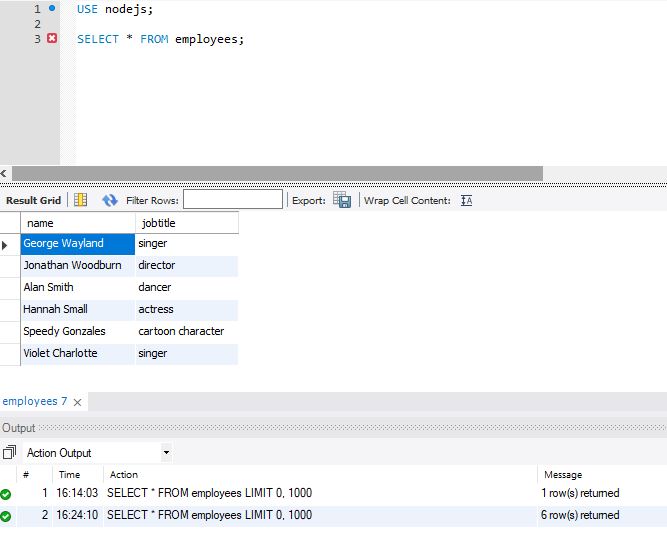 1 USE nodejs;
2
3 SELECT * FROM employees;
Result Grid Filter Rows: Export: Wrap Cell Content: IA
name jobtitle
George Wayland singer
Jonathan Woodburn director
Alan Smith dancer
Hannah Small actress
Speedy Gonzales cartoon character
Violet Charlotte singer
employees 7 ×
Output
Action Output
# Time Action Message
1 16:14:03 SELECT * FROM employees LIMIT 0, 1000 1 row(s) returned
2 16:24:10 SELECT * FROM employees LIMIT 0, 1000 6 row(s) returned